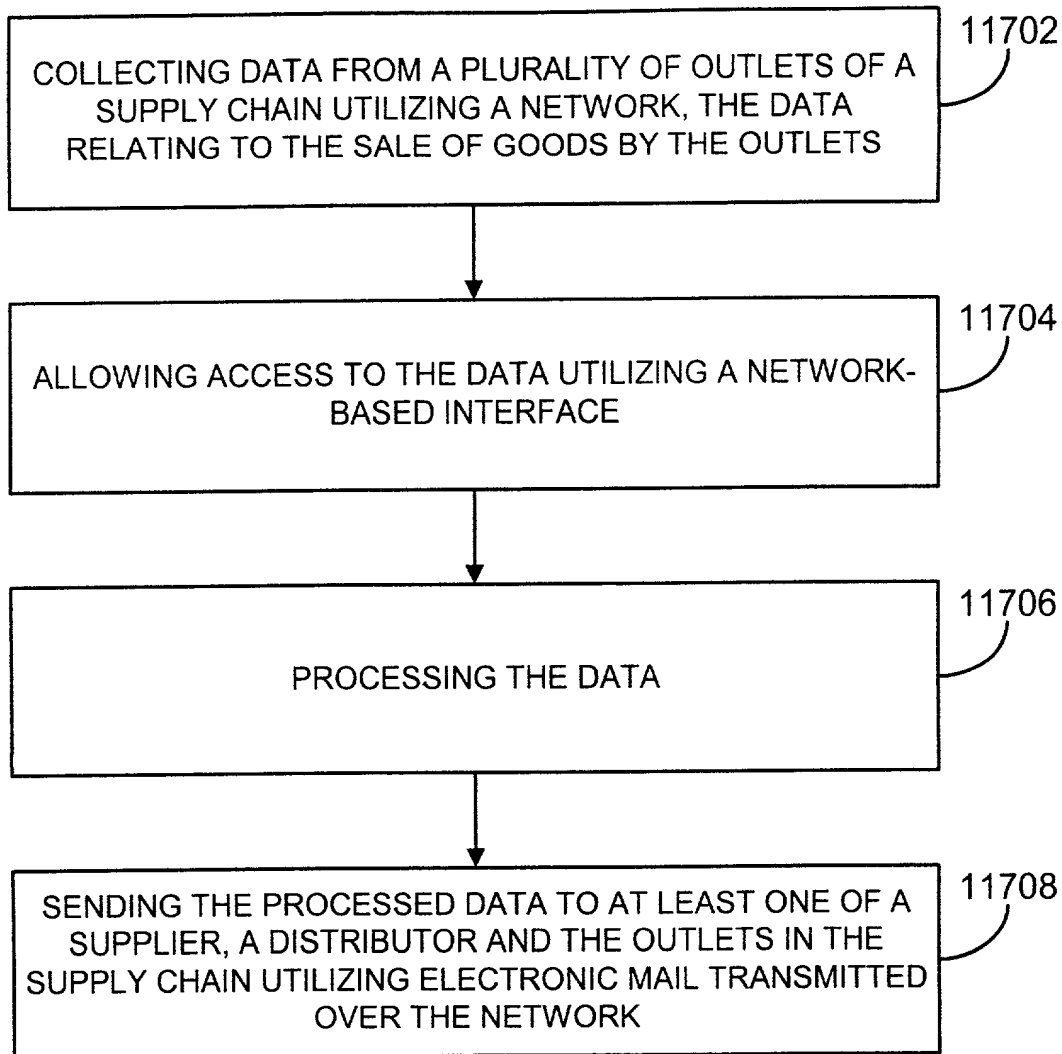 11702
COLLECTING DATA FROM A PLURALITY OF OUTLETS OF A
SUPPLY CHAIN UTILIZING A NETWORK, THE DATA
RELATING TO THE SALE OF GOODS BY THE OUTLETS
11704
ALLOWING ACCESS TO THE DATA UTILIZING A NETWORK-
BASED INTERFACE
11706
PROCESSING THE DATA
11708
SENDING THE PROCESSED DATA TO AT LEAST ONE OF A
SUPPLIER, A DISTRIBUTOR AND THE OUTLETS IN THE
SUPPLY CHAIN UTILIZING ELECTRONIC MAIL TRANSMITTED
OVER THE NETWORK